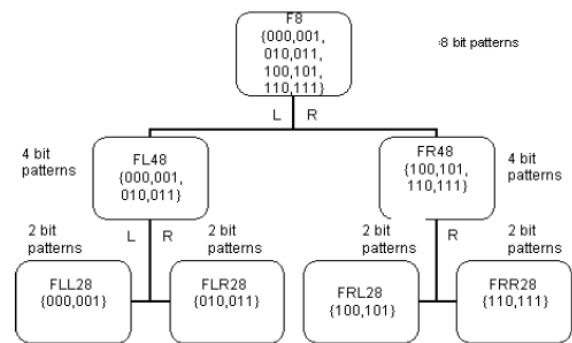 F8
{000,001,
010,011,
100,101,
110,111}
8 bit patterns
L R
4 bit
patterns
FL48
{000,001,
010,011}
FR48
{100,101,
110,111}
4 bit
patterns
2 bit
patterns
L R
2 bit
patterns
2 bit
patterns
R
2 bit
patterns
FLL28
{000,001}
FLR28
{010,011}
FRL28
{100,101}
FRR28
{110,111}